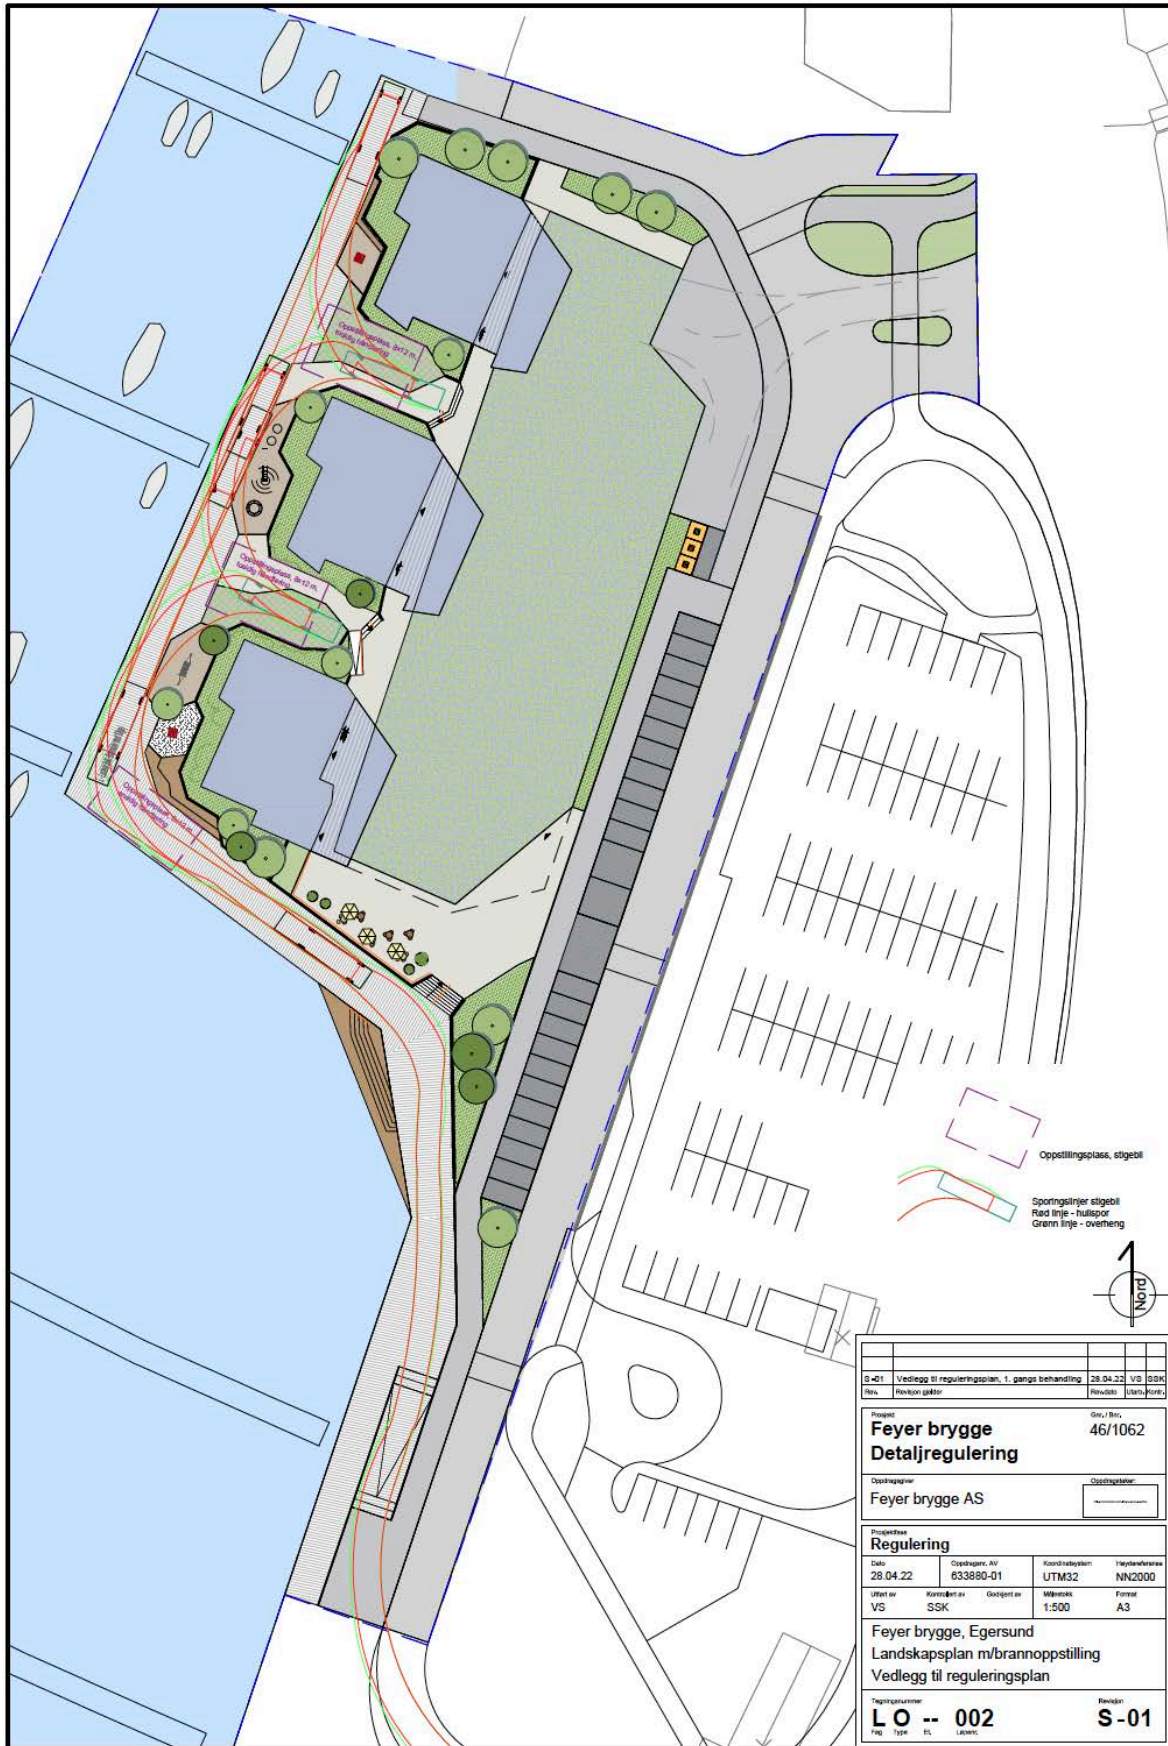 Oppstillingsplass, 8x12 m,
Oppstillingsplass, 8x12 m,
Oppstillingsplass, stigebil
Sporingslinjer stigebil
Rød linje - hullspor
Grønn linje - overheng
Nord
S-01 Vedlegg til reguleringsplan, 1. gangs behandling 28.04.22 VS SSK
Rev. Revisjon gjelder Rev.dato Utarb. Kontr.
Prosjekt Gnr. / Bnr.
Feyer brygge 46/1062
Detaljregulering
Oppdragsgiver Oppdragstaker:
Feyer brygge AS
Prosjektfase
Regulering
Dato Oppdragsnr. AV Koordinatsystem Høydereferanse
28.04.22 633880-01 UTM32 NN2000
Utført av Kontrollert av Godkjent av Målestokk Format
VS SSK 1:500 A3
Feyer brygge, Egersund
Landskapsplan m/brannoppstilling
Vedlegg til reguleringsplan
Tegningsnummer Revisjon
L O -- 002 S-01
Fag Type Et. Løpenr.